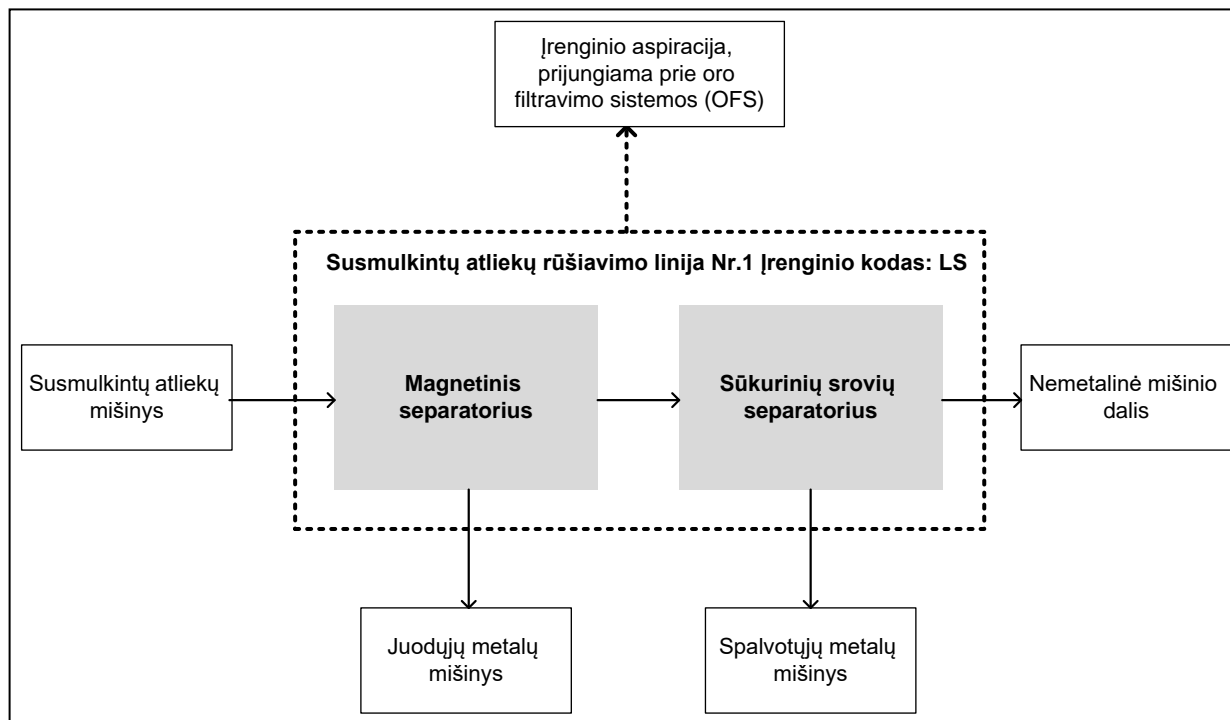 Įrenginio aspiracija,
prijungiama prie oro
filtravimo sistemos (OFS)
Susmulkintų atliekų rūšiavimo linija Nr.1 Įrenginio kodas: LS
Susmulkintų atliekų
mišinys
Magnetinis
separatorius
Sūkurinių srovių
separatorius
Nemetalinė mišinio
dalis
Juodųjų metalų
mišinys
Spalvotųjų metalų
mišinys